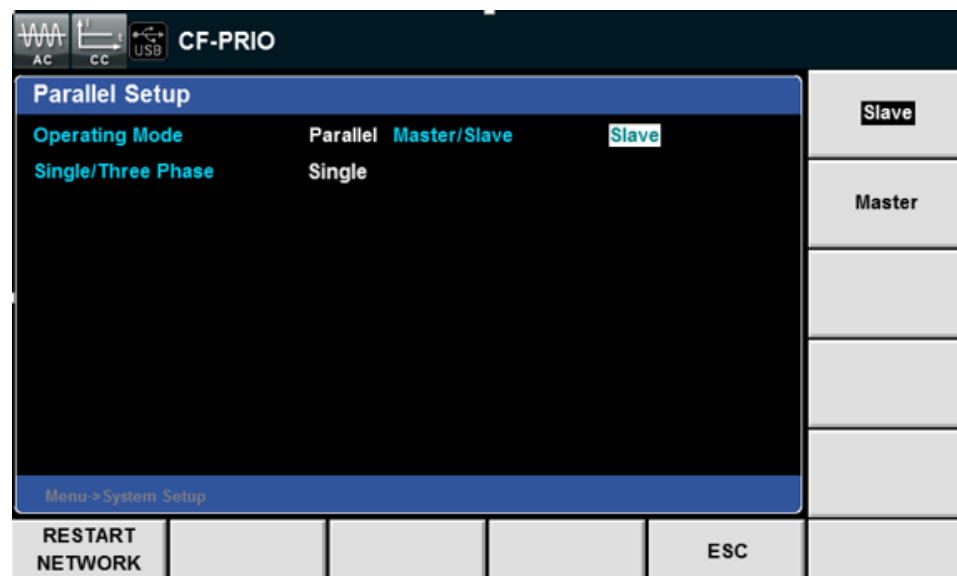 AC CC USB CF-PRIO
Parallel Setup
Operating Mode Parallel Master/Slave Slave
Single/Three Phase Single
Menu->System Setup
Slave
Master
RESTART
NETWORK
ESC